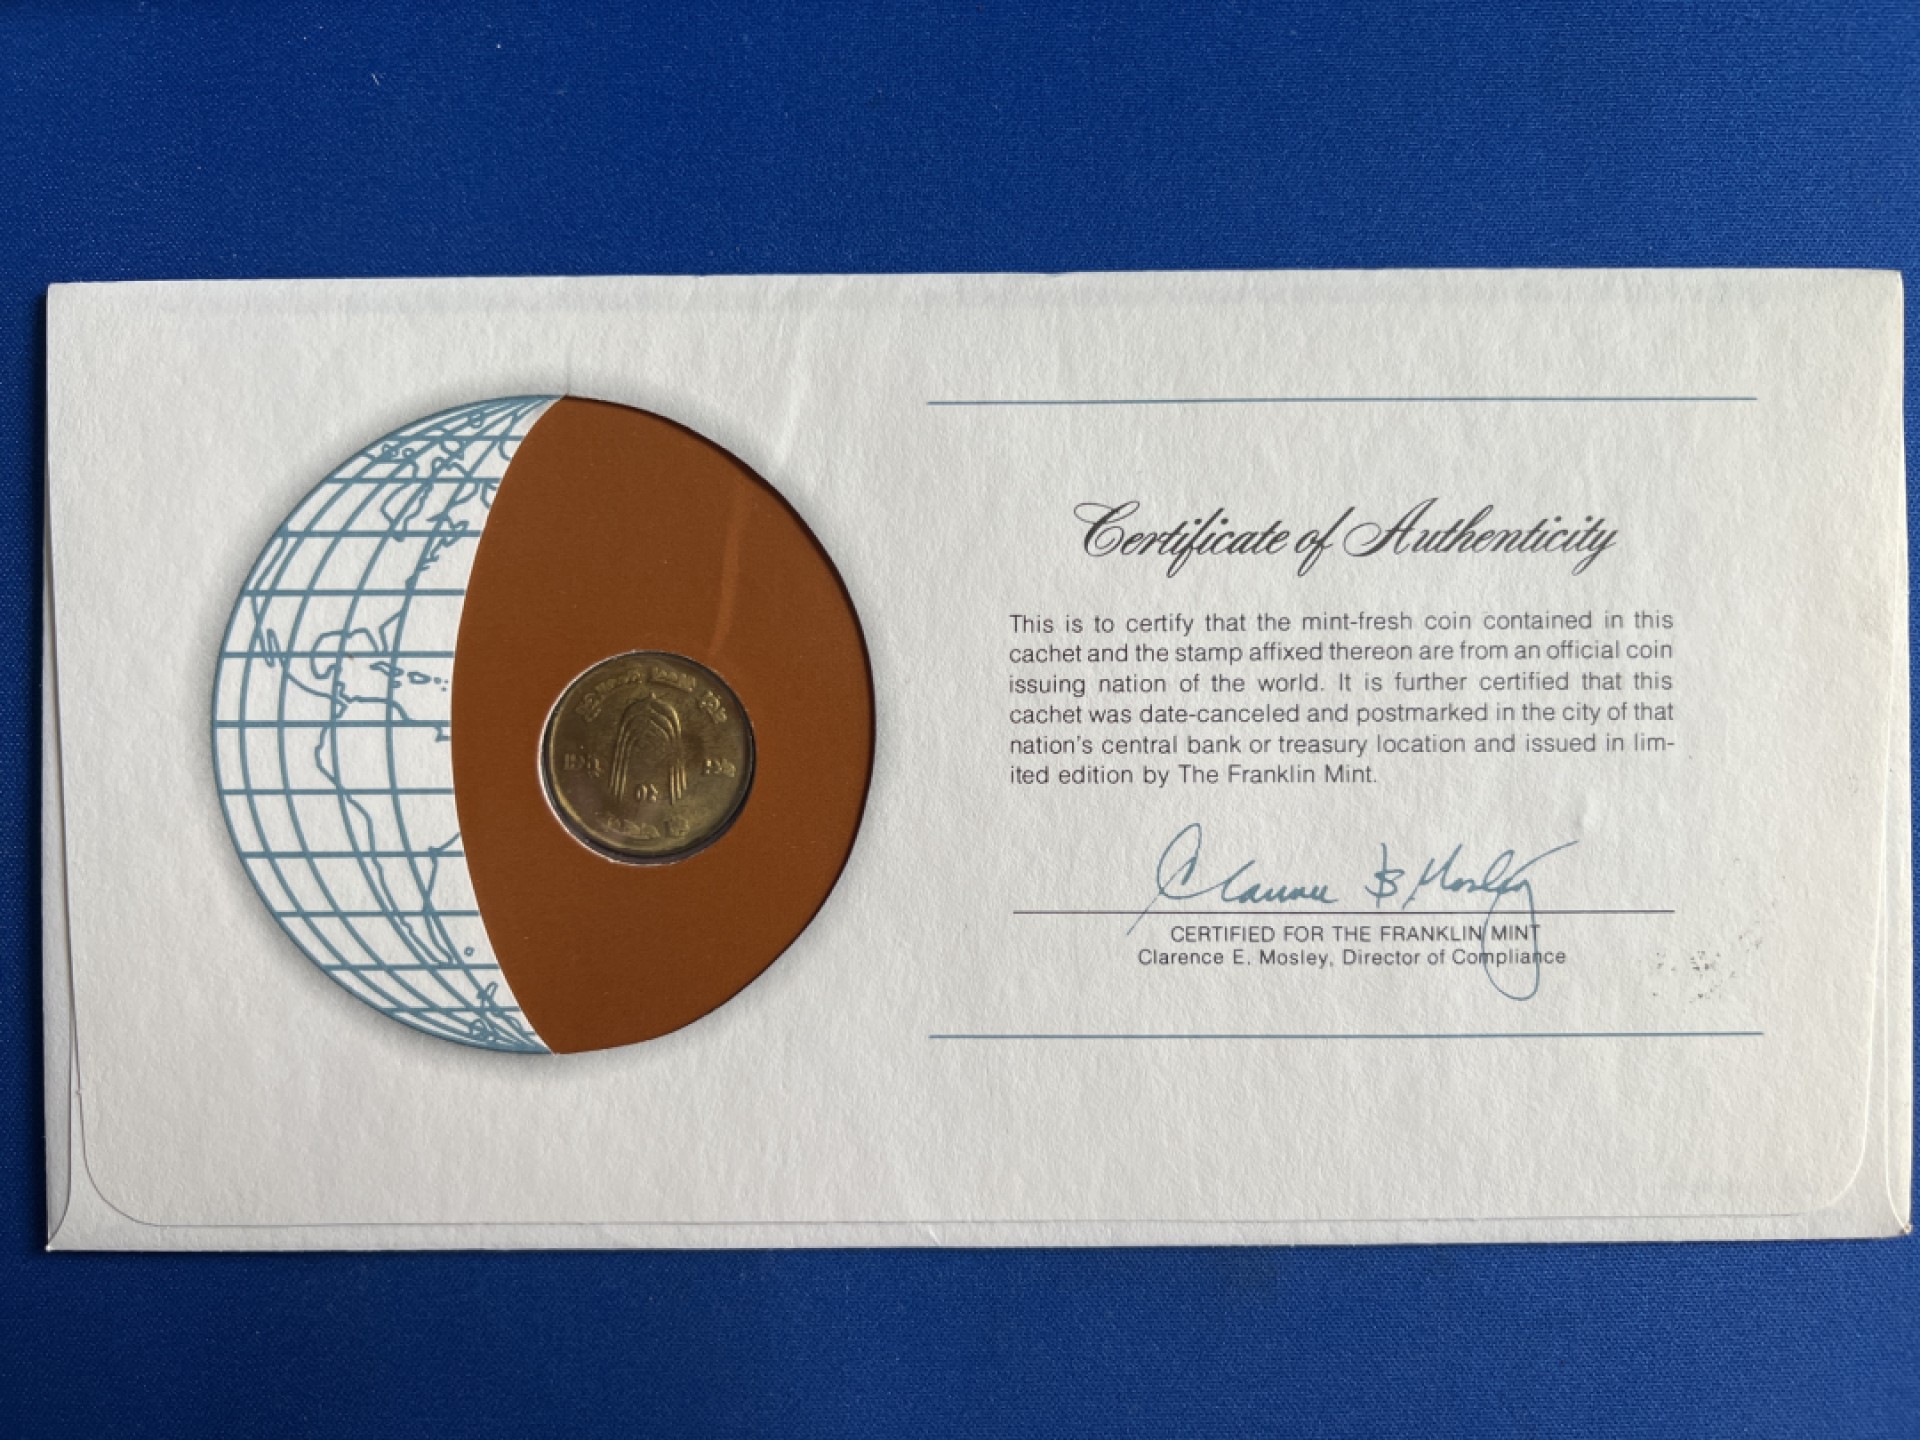 Certificate of Authenticity
This is to certify that the mint-fresh coin contained in this
cachet and the stamp affixed thereon are from an official coin
issuing nation of the world. It is further certified that this
cachet was date-canceled and postmarked in the city of that
nation's central bank or treasury location and issued in lim-
ited edition by The Franklin Mint.
Clarence B Mosley
CERTIFIED FOR THE FRANKLIN MINT
Clarence E. Mosley, Director of Compliance